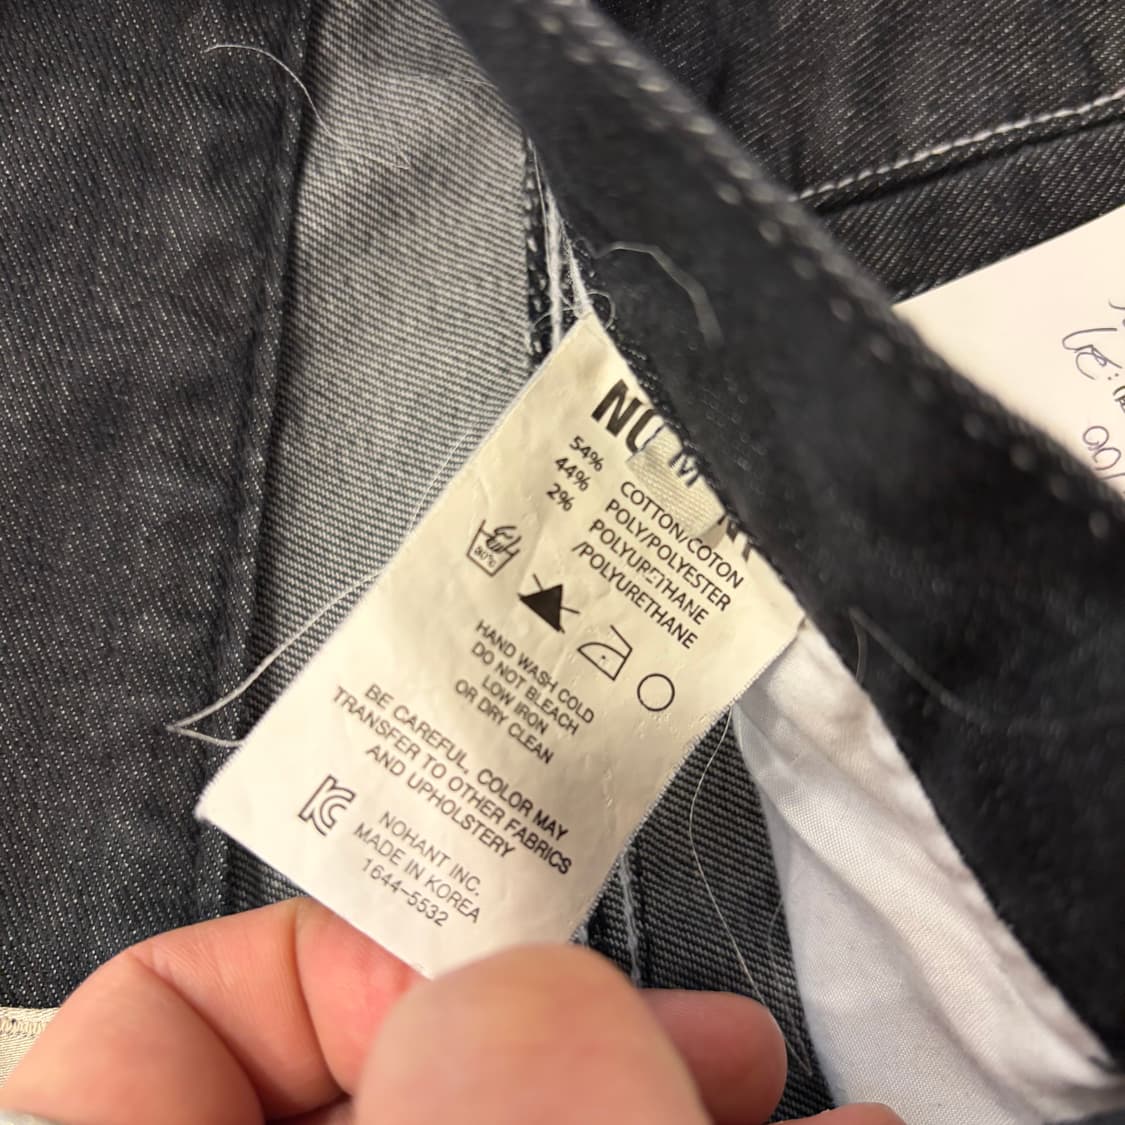 54% COTTON/COTON
44% POLY/POLYESTER
2% POLYURETHANE
/POLYURETHANE
HAND WASH COLD
DO NOT BLEACH
LOW IRON
OR DRY CLEAN
BE CAREFUL, COLOR MAY
TRANSFER TO OTHER FABRICS
AND UPHOLSTERY
NOHANT INC.
MADE IN KOREA
1644-5532